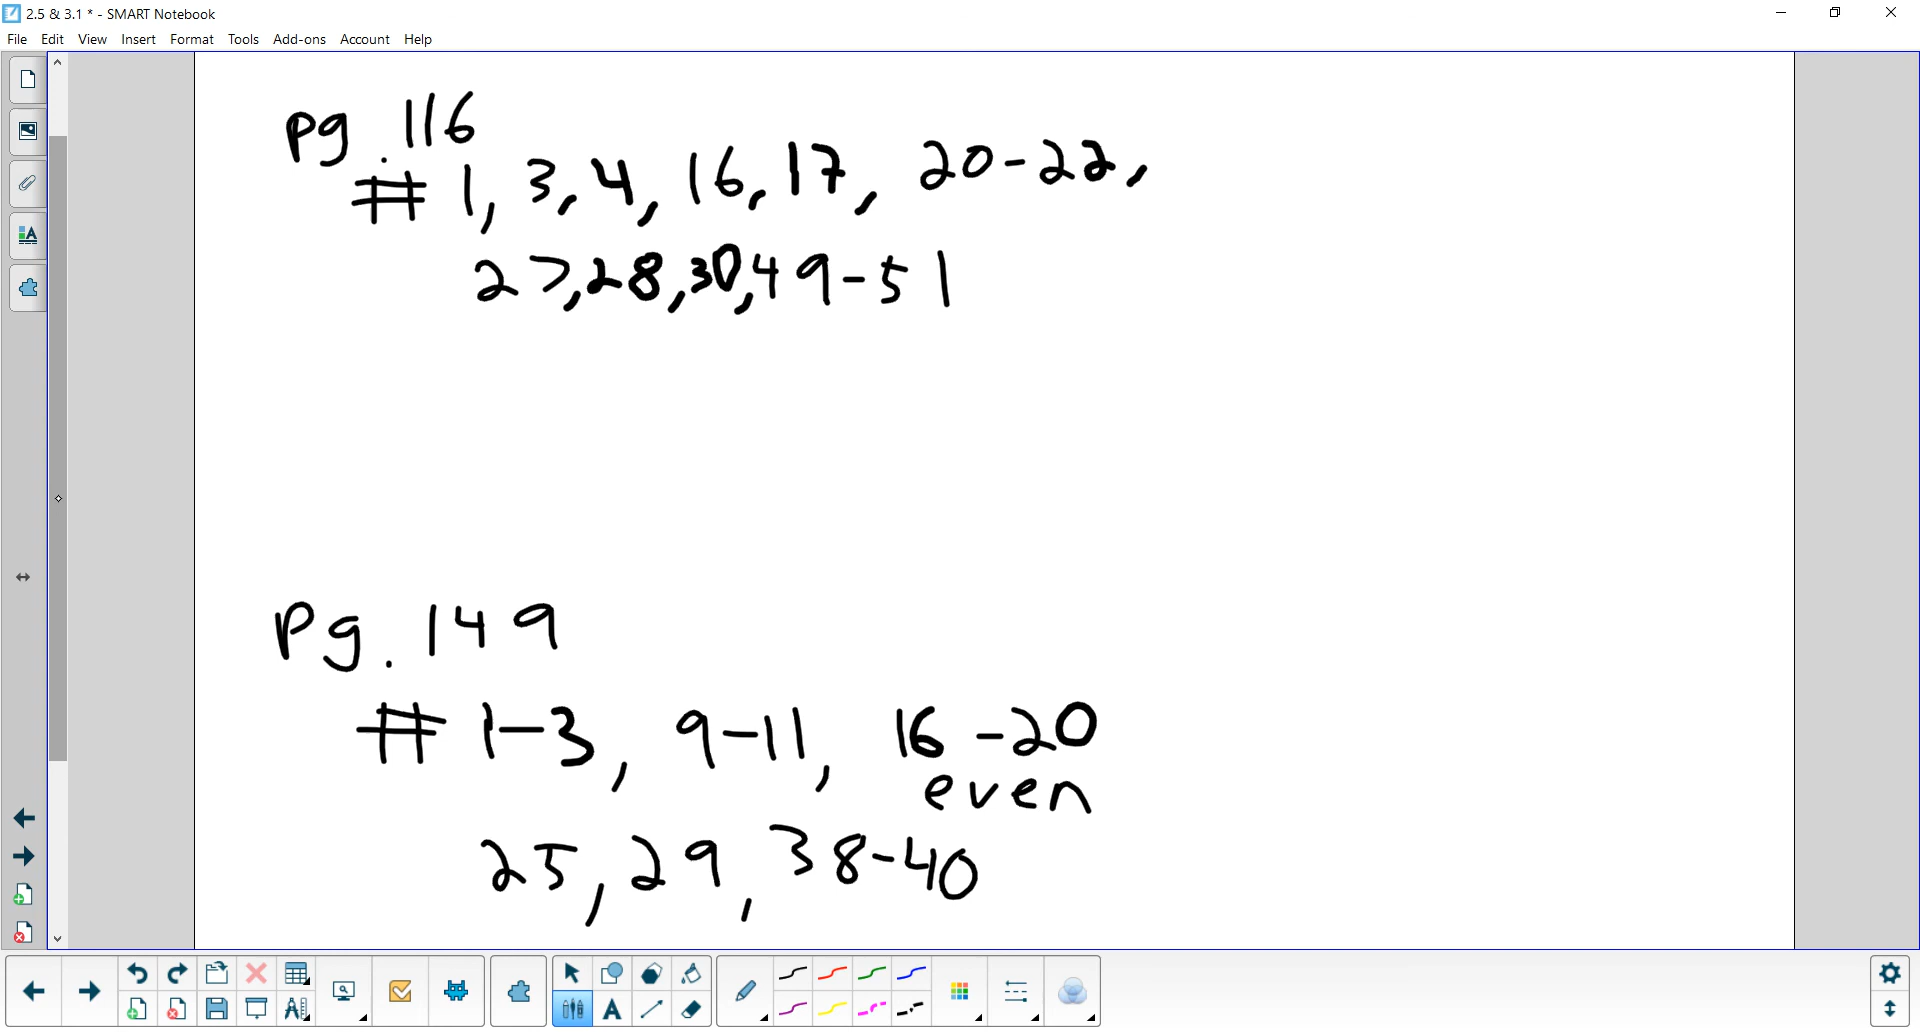 2.5 & 3.1 * - SMART Notebook
File Edit View Insert Format Tools Add-ons Account Help
pg. 116
# 1, 3, 4, 16, 17, 20-22,
27, 28, 30, 49-51
Pg. 149
# 1-3, 9-11, 16-20
even
25, 29, 38-40